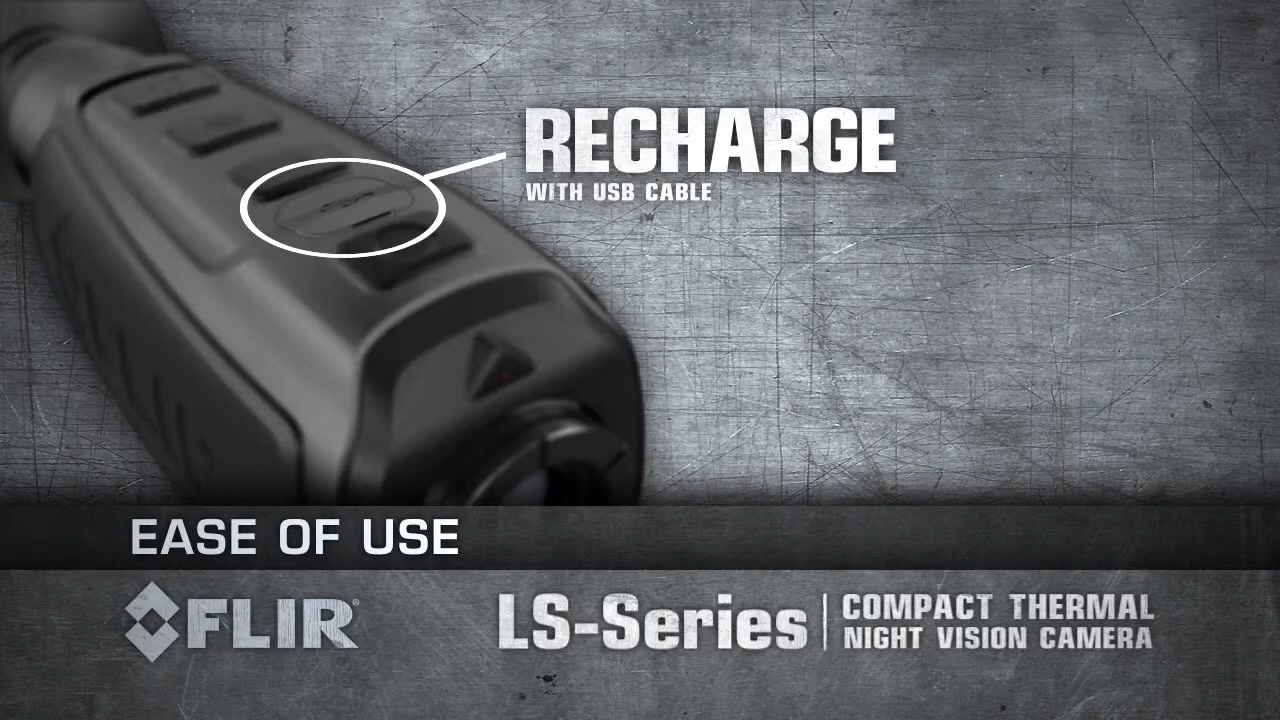 RECHARGE
WITH USB CABLE
EASE OF USE
FLIR®
LS-Series
COMPACT THERMAL
NIGHT VISION CAMERA